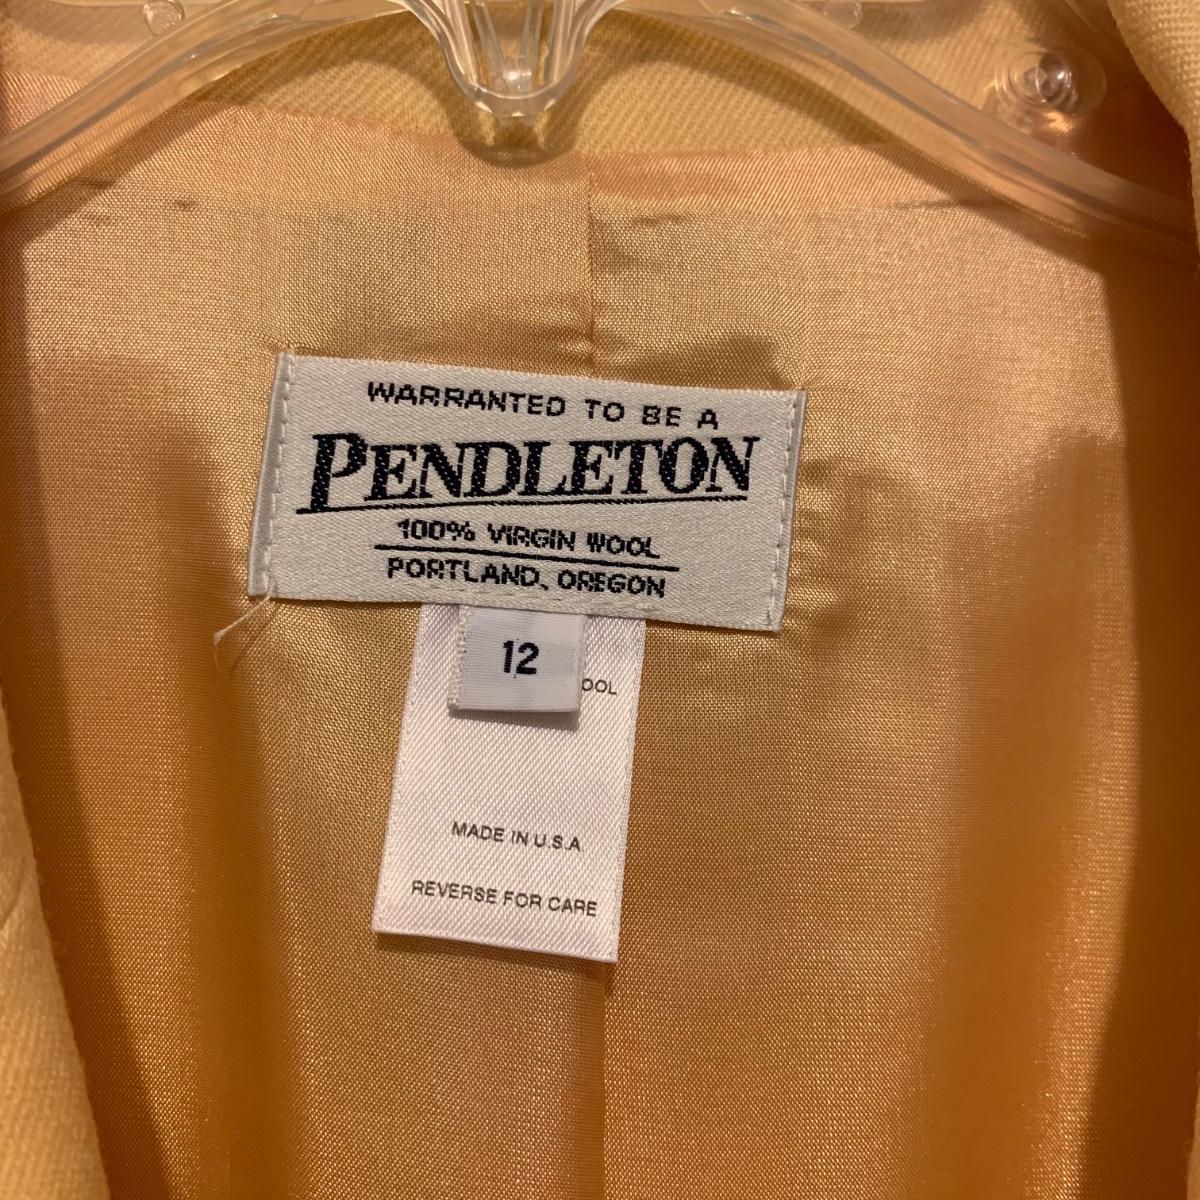 WARRANTED TO BE A
PENDLETON
100% VIRGIN WOOL
PORTLAND, OREGON
12
OOL
MADE IN U.S.A
REVERSE FOR CARE